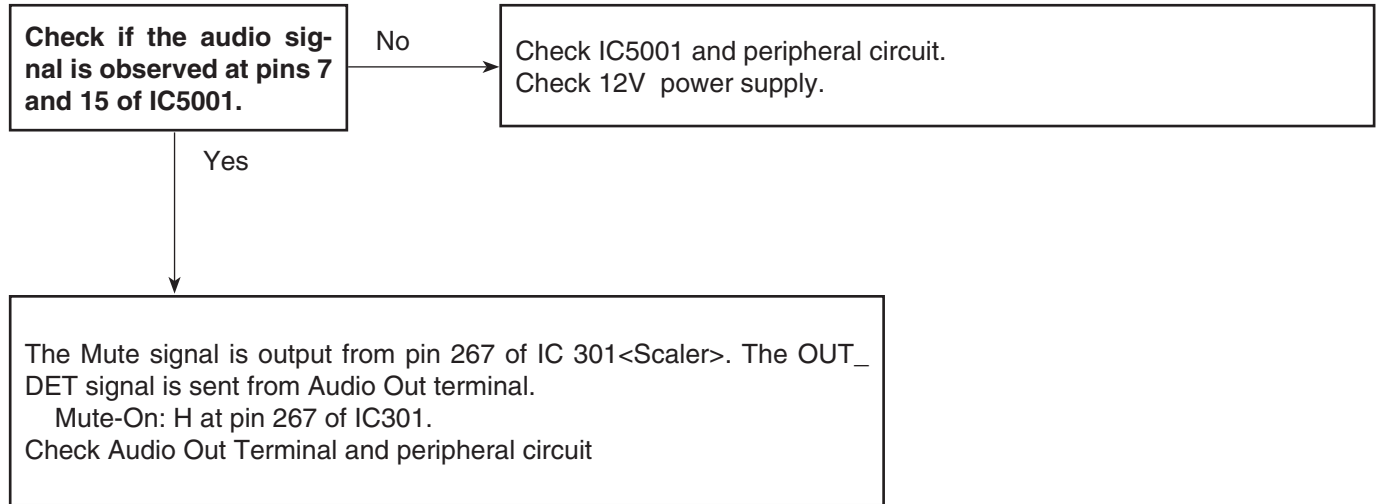 Check if the audio sig-
nal is observed at pins 7
and 15 of IC5001.
No
Check IC5001 and peripheral circuit.
Check 12V power supply.
Yes
The Mute signal is output from pin 267 of IC 301<Scaler>. The OUT_
DET signal is sent from Audio Out terminal.
Mute-On: H at pin 267 of IC301.
Check Audio Out Terminal and peripheral circuit